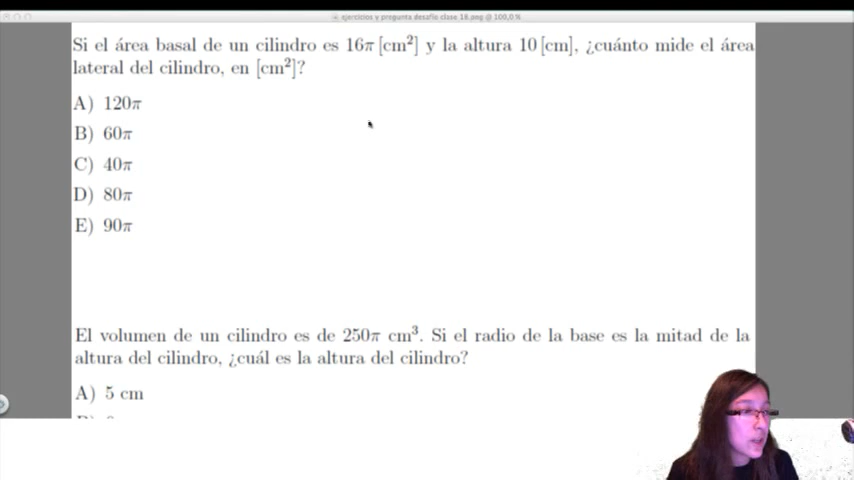 ejercicios y pregunta desafio clase 18.png @ 100,0%
Si el área basal de un cilindro es 16π [cm²] y la altura 10 [cm], ¿cuánto mide el área
lateral del cilindro, en [cm²]?
A) 120π
B) 60π
C) 40π
D) 80π
E) 90π
El volumen de un cilindro es de 250π cm³. Si el radio de la base es la mitad de la
altura del cilindro, ¿cuál es la altura del cilindro?
A) 5 cm